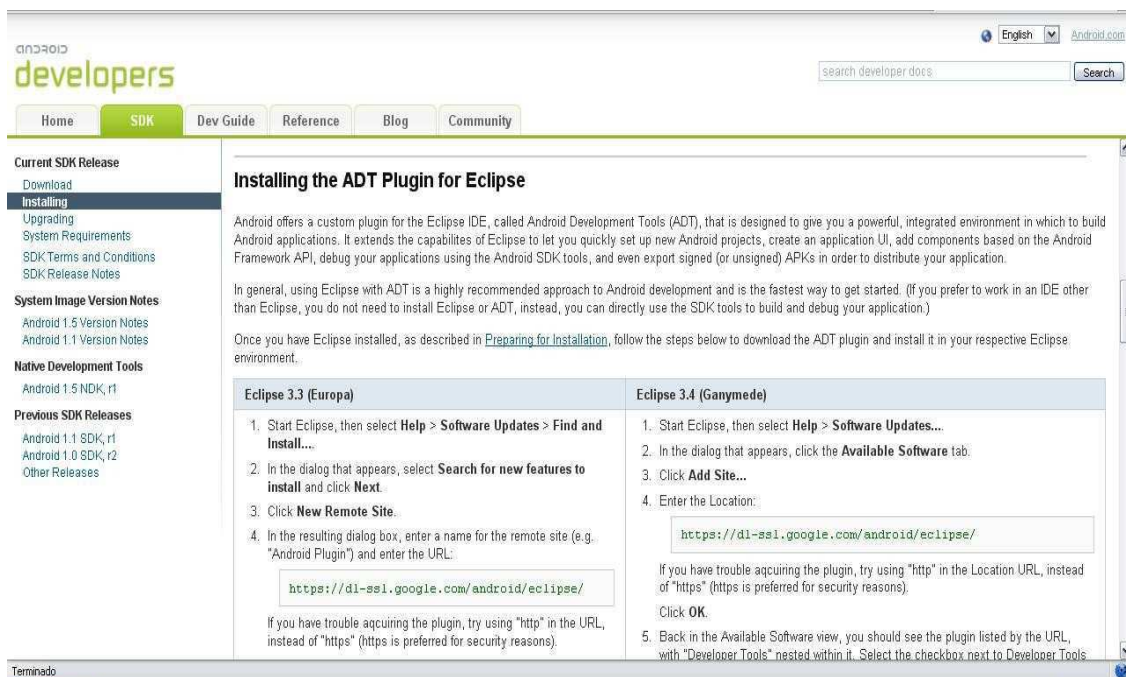 English
Android.com
ANDROID
developers
search developer docs
Search
Home
SDK
Dev Guide
Reference
Blog
Community
Current SDK Release
Download
Installing
Upgrading
System Requirements
SDK Terms and Conditions
SDK Release Notes
System Image Version Notes
Android 1.5 Version Notes
Android 1.1 Version Notes
Native Development Tools
Android 1.5 NDK, r1
Previous SDK Releases
Android 1.1 SDK, r1
Android 1.0 SDK, r2
Other Releases
Installing the ADT Plugin for Eclipse
Android offers a custom plugin for the Eclipse IDE, called Android Development Tools (ADT), that is designed to give you a powerful, integrated environment in which to build
Android applications. It extends the capabilites of Eclipse to let you quickly set up new Android projects, create an application UI, add components based on the Android
Framework API, debug your applications using the Android SDK tools, and even export signed (or unsigned) APKs in order to distribute your application.
In general, using Eclipse with ADT is a highly recommended approach to Android development and is the fastest way to get started. (If you prefer to work in an IDE other
than Eclipse, you do not need to install Eclipse or ADT, instead, you can directly use the SDK tools to build and debug your application.)
Once you have Eclipse installed, as described in Preparing for Installation, follow the steps below to download the ADT plugin and install it in your respective Eclipse
environment.
Eclipse 3.3 (Europa)
1. Start Eclipse, then select Help > Software Updates > Find and
Install....
2. In the dialog that appears, select Search for new features to
install and click Next.
3. Click New Remote Site.
4. In the resulting dialog box, enter a name for the remote site (e.g.
"Android Plugin") and enter the URL:
https://dl-ssl.google.com/android/eclipse/
If you have trouble aqcuiring the plugin, try using "http" in the URL,
instead of "https" (https is preferred for security reasons).
Eclipse 3.4 (Ganymede)
1. Start Eclipse, then select Help > Software Updates...
2. In the dialog that appears, click the Available Software tab.
3. Click Add Site...
4. Enter the Location:
https://dl-ssl.google.com/android/eclipse/
If you have trouble aqcuiring the plugin, try using "http" in the Location URL, instead
of "https" (https is preferred for security reasons).
Click OK.
5. Back in the Available Software view, you should see the plugin listed by the URL,
with "Developer Tools" nested within it. Select the checkbox next to Developer Tools
Terminado